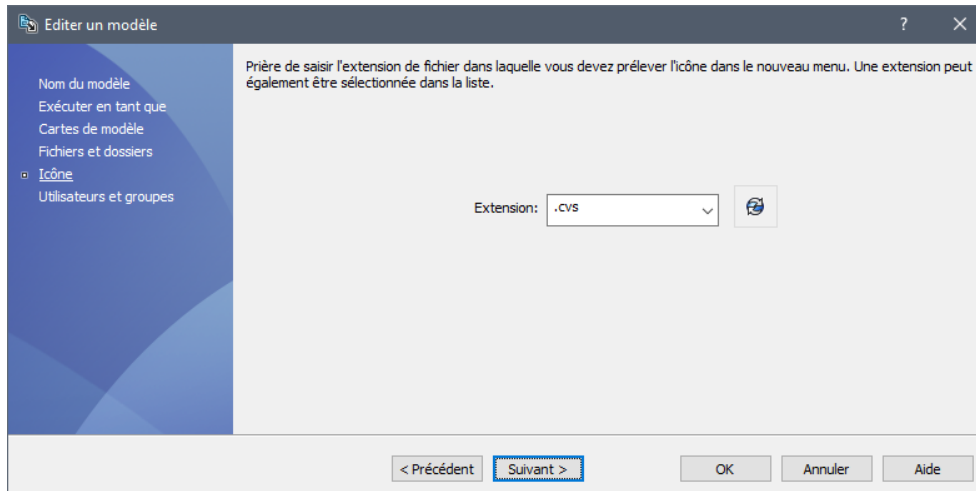 Editer un modèle
Nom du modèle
Exécuter en tant que
Cartes de modèle
Fichiers et dossiers
Icône
Utilisateurs et groupes
Prière de saisir l'extension de fichier dans laquelle vous devez prélever l'icône dans le nouveau menu. Une extension peut
également être sélectionnée dans la liste.
Extension: .cvs
< Précédent Suivant > OK Annuler Aide